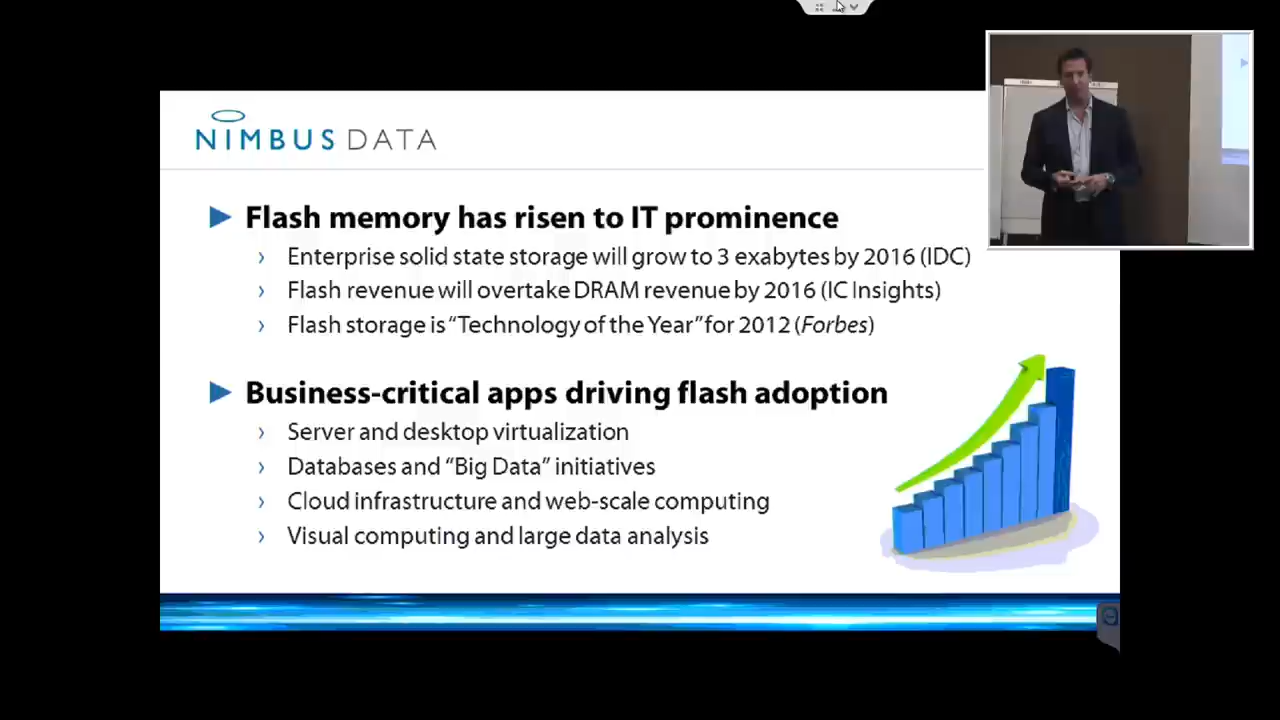 NIMBUS DATA
Flash memory has risen to IT prominence
Enterprise solid state storage will grow to 3 exabytes by 2016 (IDC)
Flash revenue will overtake DRAM revenue by 2016 (IC Insights)
Flash storage is “Technology of the Year” for 2012 (Forbes)
Business-critical apps driving flash adoption
Server and desktop virtualization
Databases and “Big Data” initiatives
Cloud infrastructure and web-scale computing
Visual computing and large data analysis